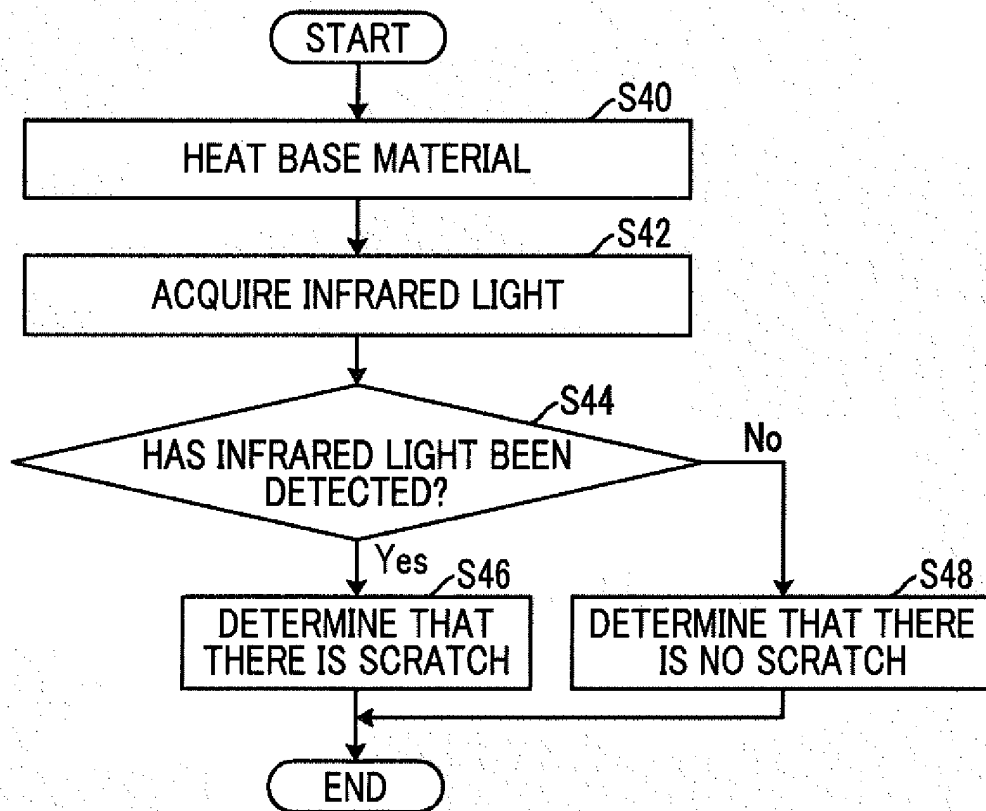 START
S40
HEAT BASE MATERIAL
S42
ACQUIRE INFRARED LIGHT
S44
HAS INFRARED LIGHT BEEN
DETECTED?
No
Yes
S46
DETERMINE THAT
THERE IS SCRATCH
S48
DETERMINE THAT THERE
IS NO SCRATCH
END